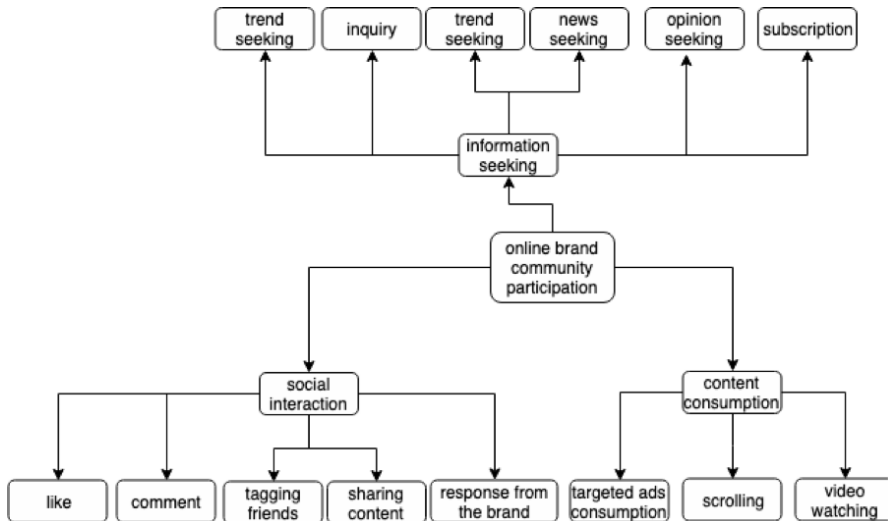 trend
seeking
inquiry
trend
seeking
news
seeking
opinion
seeking
subscription
information
seeking
online brand
community
participation
social
interaction
content
consumption
like
comment
tagging
friends
sharing
content
response from
the brand
targeted ads
consumption
scrolling
video
watching